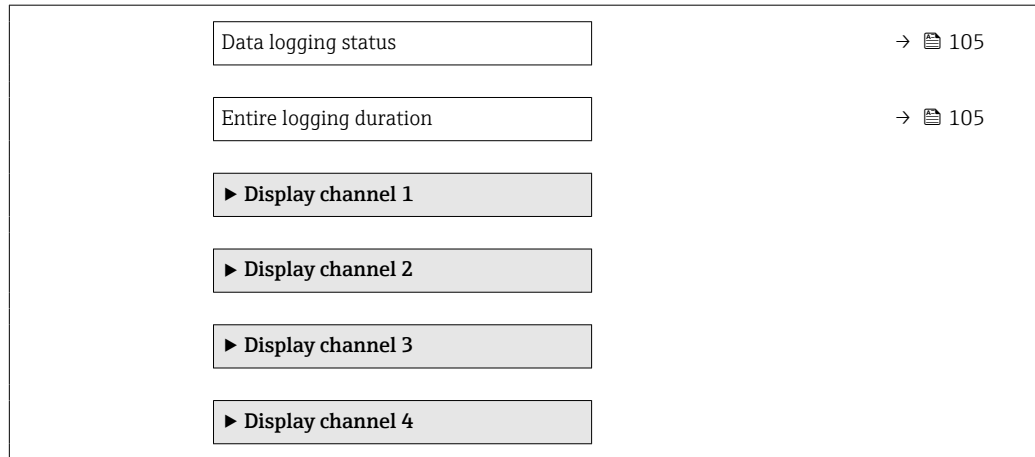 Data logging status → 🖺 105
Entire logging duration → 🖺 105
▶ Display channel 1
▶ Display channel 2
▶ Display channel 3
▶ Display channel 4